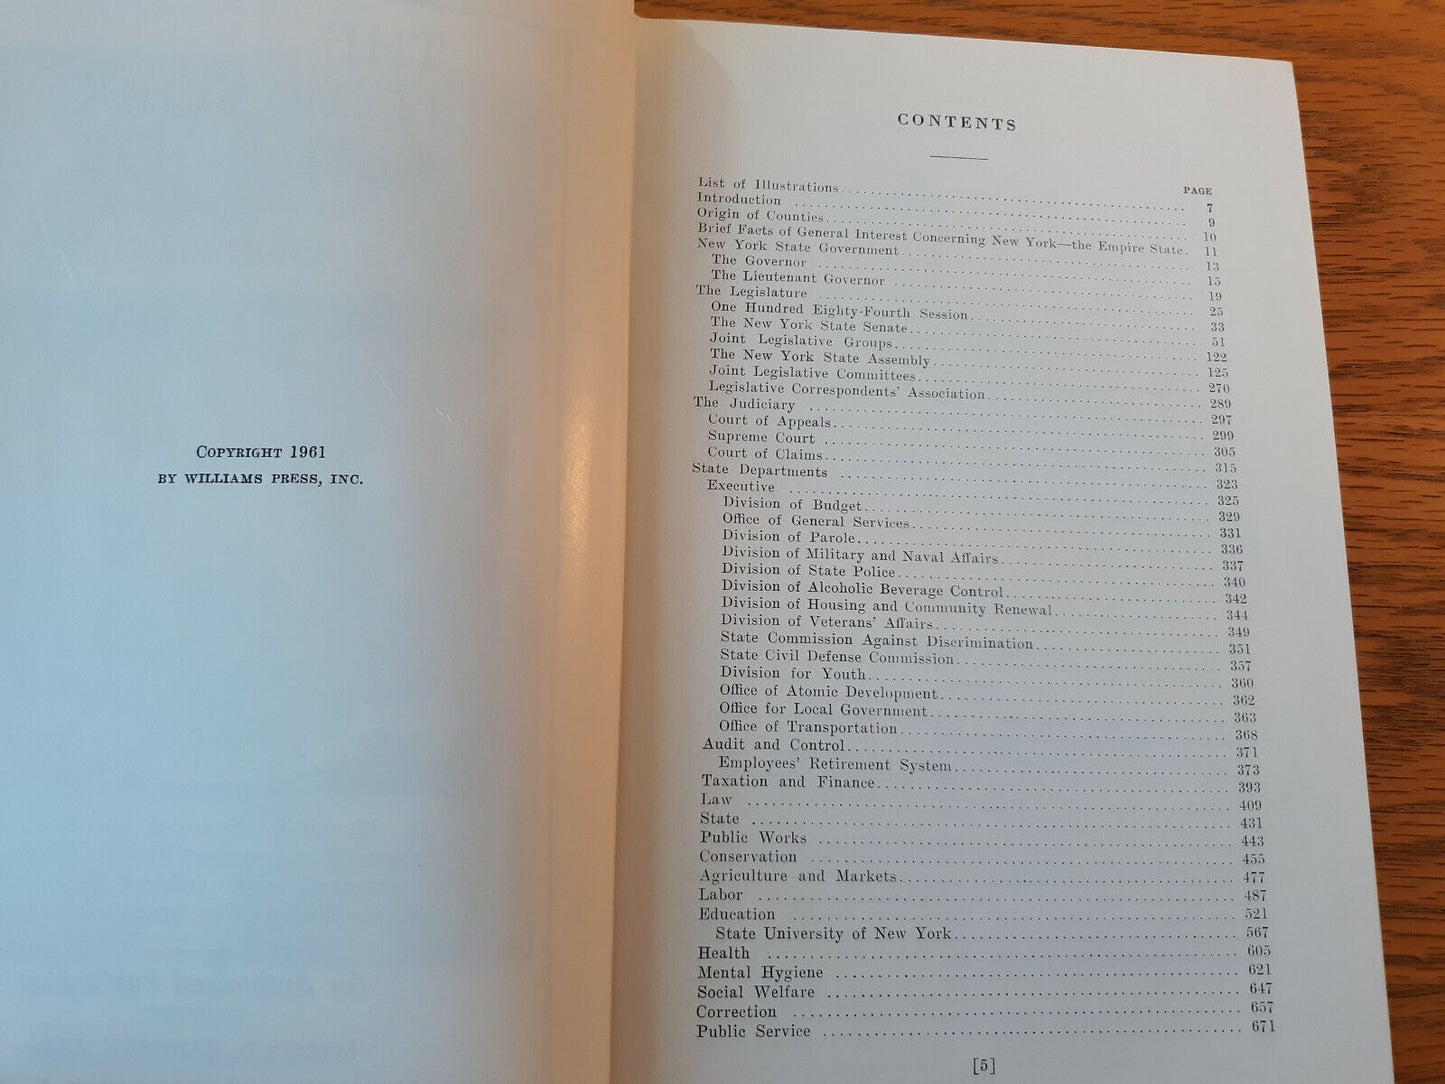 COPYRIGHT 1961
BY WILLIAMS PRESS, INC.
CONTENTS
PAGE
List of Illustrations 7
Introduction 9
Origin of Counties 10
Brief Facts of General Interest Concerning New York—the Empire State 11
New York State Government 13
The Governor 15
The Lieutenant Governor 19
The Legislature 25
One Hundred Eighty-Fourth Session 33
The New York State Senate 51
Joint Legislative Groups 122
The New York State Assembly 125
Joint Legislative Committees 270
Legislative Correspondents' Association 289
The Judiciary 297
Court of Appeals 299
Supreme Court 305
Court of Claims 315
State Departments 323
Executive 325
Division of Budget 329
Office of General Services 331
Division of Parole 336
Division of Military and Naval Affairs 337
Division of State Police 340
Division of Alcoholic Beverage Control 342
Division of Housing and Community Renewal 344
Division of Veterans' Affairs 349
State Commission Against Discrimination 351
State Civil Defense Commission 357
Division for Youth 360
Office of Atomic Development 362
Office for Local Government 363
Office of Transportation 368
Audit and Control 371
Employees' Retirement System 373
Taxation and Finance 393
Law 409
State 431
Public Works 443
Conservation 455
Agriculture and Markets 477
Labor 487
Education 521
State University of New York 567
Health 605
Mental Hygiene 621
Social Welfare 647
Correction 657
Public Service 671
[5]